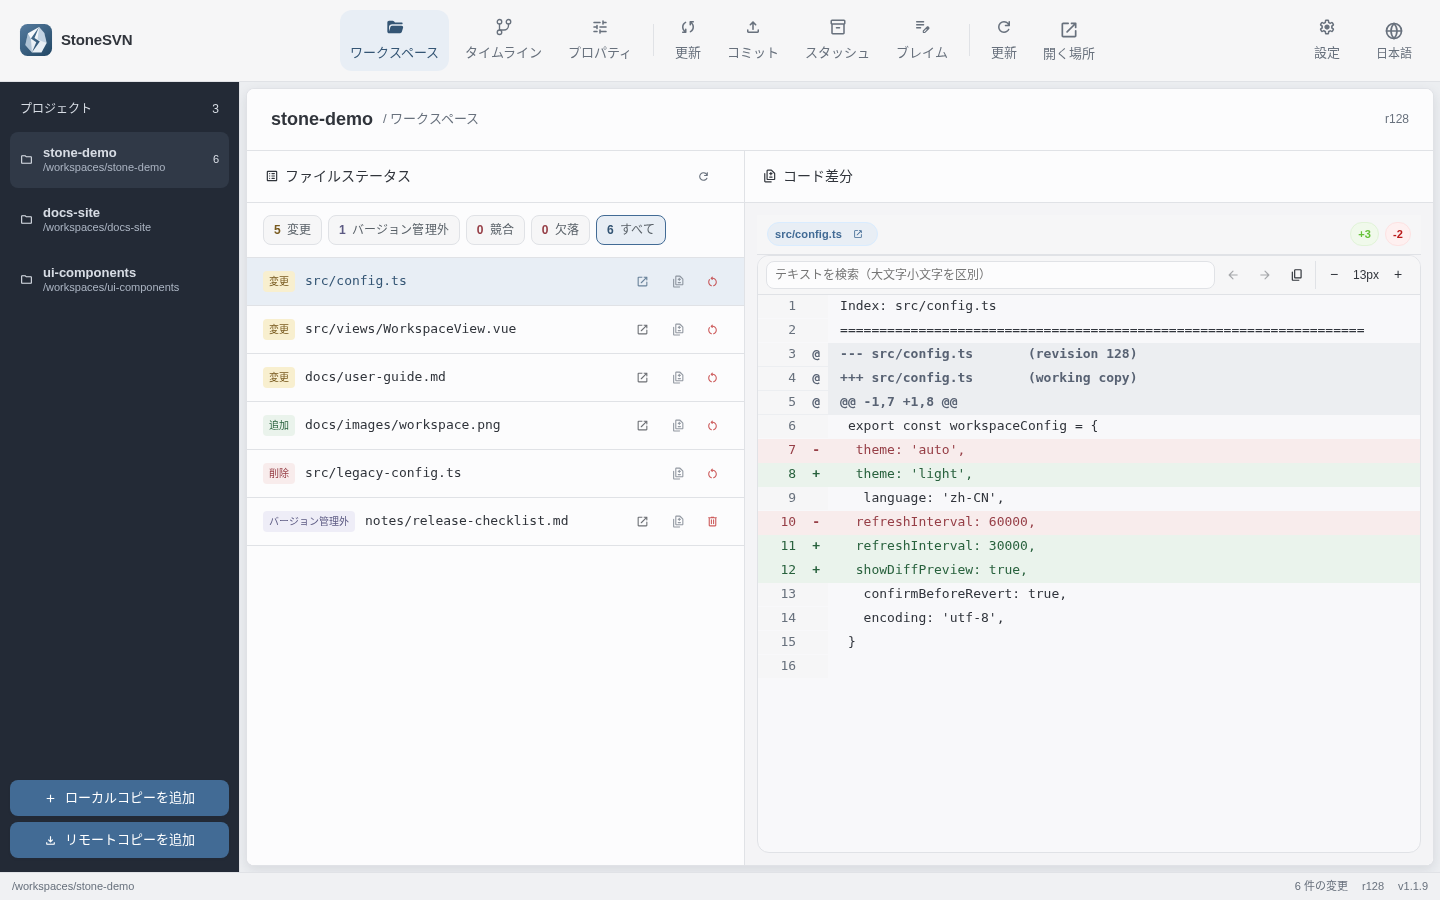 StoneSVN
ワークスペース
タイムライン
プロパティ
更新
コミット
スタッシュ
ブレイム
更新
開く場所
設定
日本語
プロジェクト 3
stone-demo
/workspaces/stone-demo
6
docs-site
/workspaces/docs-site
ui-components
/workspaces/ui-components
+ ローカルコピーを追加
リモートコピーを追加
stone-demo / ワークスペース r128
ファイルステータス
5 変更
1 バージョン管理外
0 競合
0 欠落
6 すべて
変更 src/config.ts
変更 src/views/WorkspaceView.vue
変更 docs/user-guide.md
追加 docs/images/workspace.png
削除 src/legacy-config.ts
バージョン管理外 notes/release-checklist.md
コード差分
src/config.ts +3 -2
テキストを検索（大文字小文字を区別） − 13px +
1 Index: src/config.ts
2 ===================================================================
3 @ --- src/config.ts (revision 128)
4 @ +++ src/config.ts (working copy)
5 @ @@ -1,7 +1,8 @@
6 export const workspaceConfig = {
7 - theme: 'auto',
8 + theme: 'light',
9 language: 'zh-CN',
10 - refreshInterval: 60000,
11 + refreshInterval: 30000,
12 + showDiffPreview: true,
13 confirmBeforeRevert: true,
14 encoding: 'utf-8',
15 }
16
/workspaces/stone-demo 6 件の変更 r128 v1.1.9